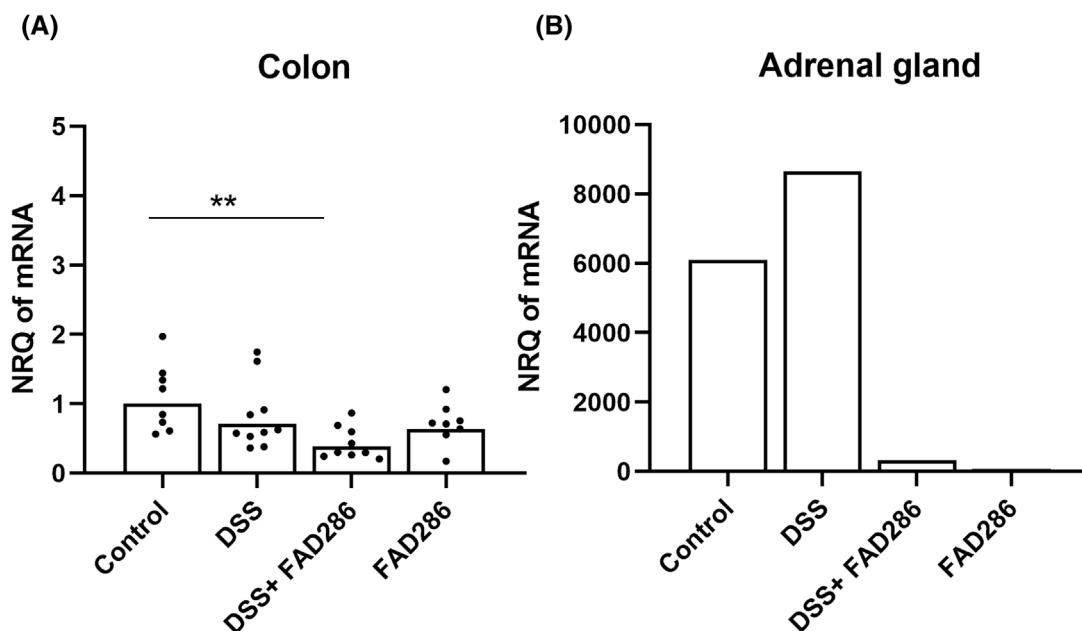 (A)
Colon
NRQ of mRNA
5
4
3
2
1
0
**
Control
DSS
DSS+ FAD286
FAD286
(B)
Adrenal gland
NRQ of mRNA
10000
8000
6000
4000
2000
0
Control
DSS
DSS+ FAD286
FAD286